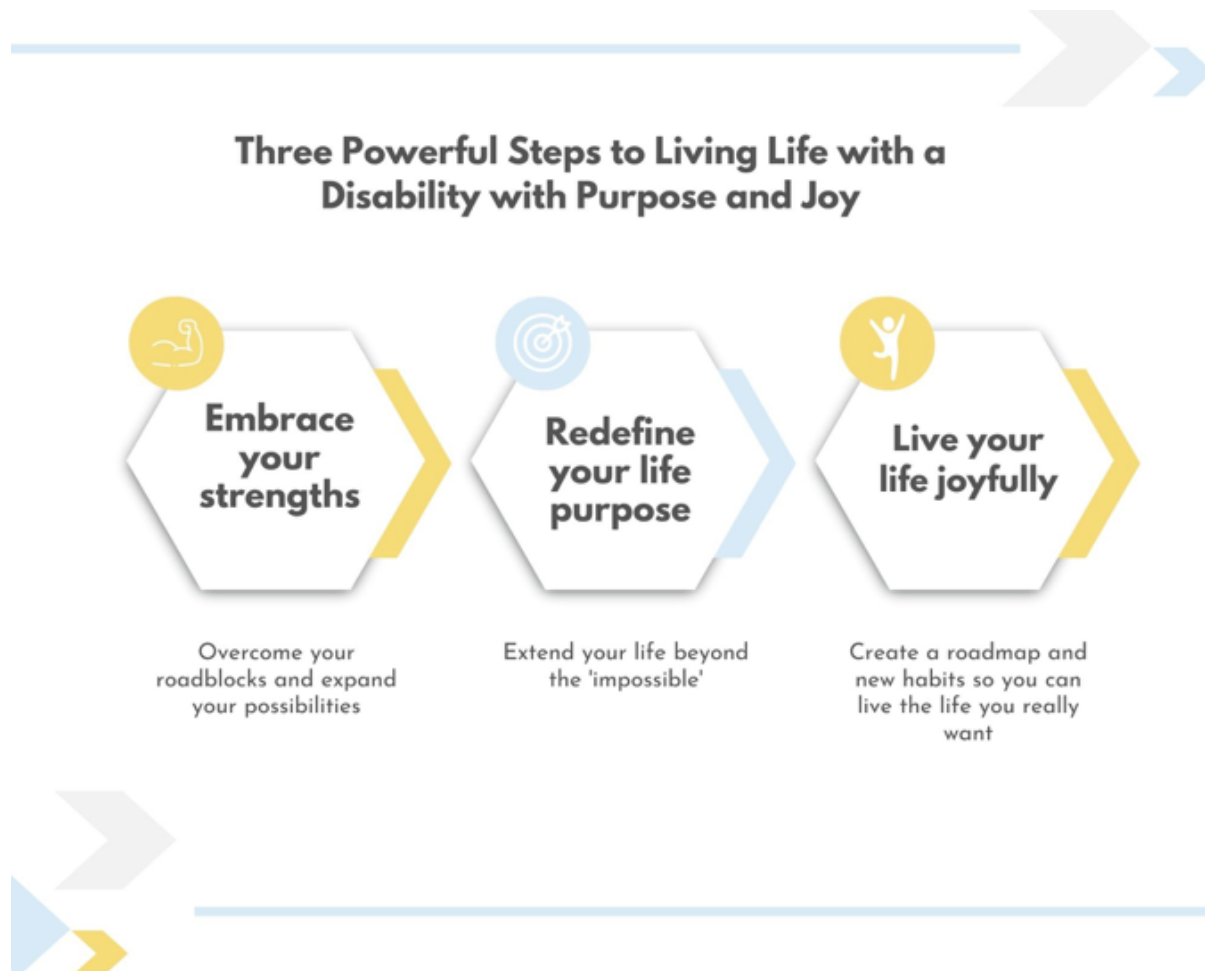 Three Powerful Steps to Living Life with a
Disability with Purpose and Joy
Embrace
your
strengths
Overcome your
roadblocks and expand
your possibilities
Redefine
your life
purpose
Extend your life beyond
the 'impossible'
Live your
life joyfully
Create a roadmap and
new habits so you can
live the life you really
want